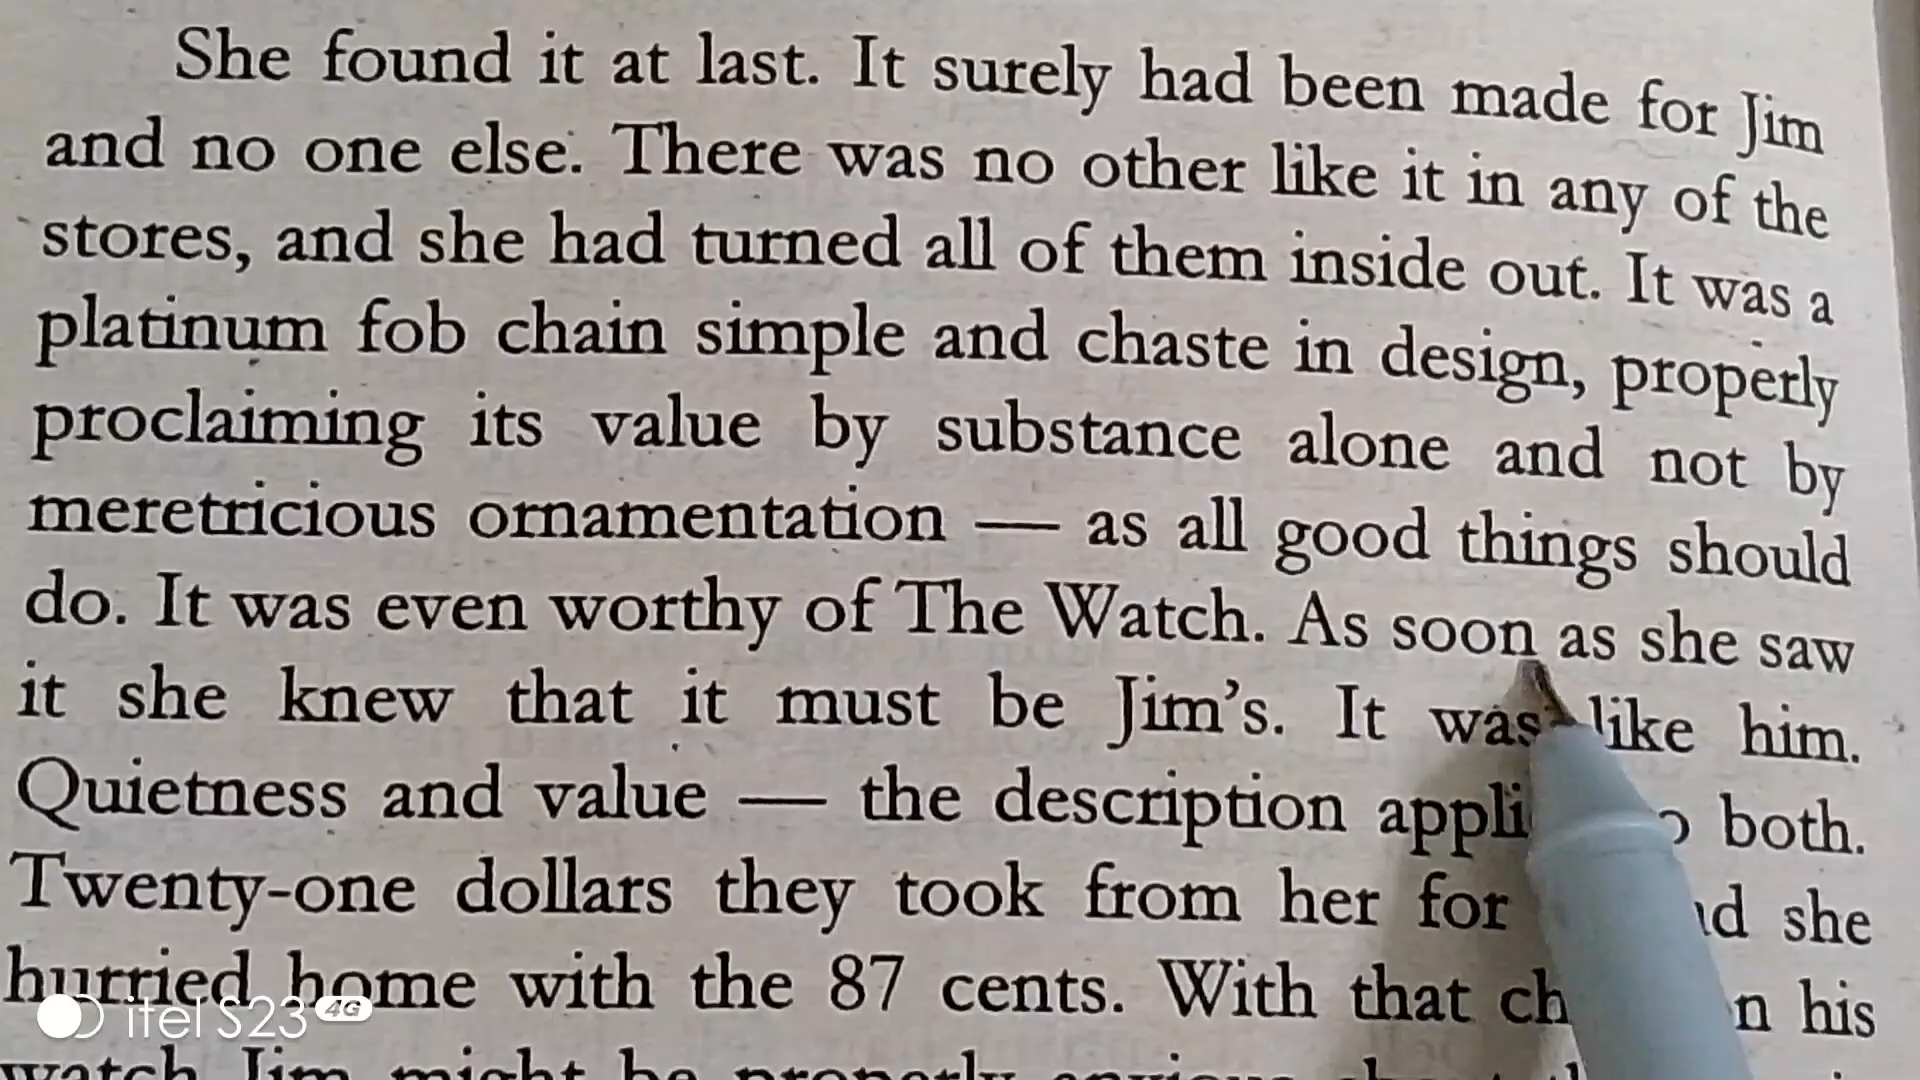 She found it at last. It surely had been made for Jim
and no one else. There was no other like it in any of the
stores, and she had turned all of them inside out. It was a
platinum fob chain simple and chaste in design, properly
proclaiming its value by substance alone and not by
meretricious ornamentation — as all good things should
do. It was even worthy of The Watch. As soon as she saw
it she knew that it must be Jim's. It was like him.
Quietness and value — the description both.
Twenty-one dollars they took from her for she
hurried home with the 87 cents. With that his
watch Jim might be properly anxious
itel S23 4G